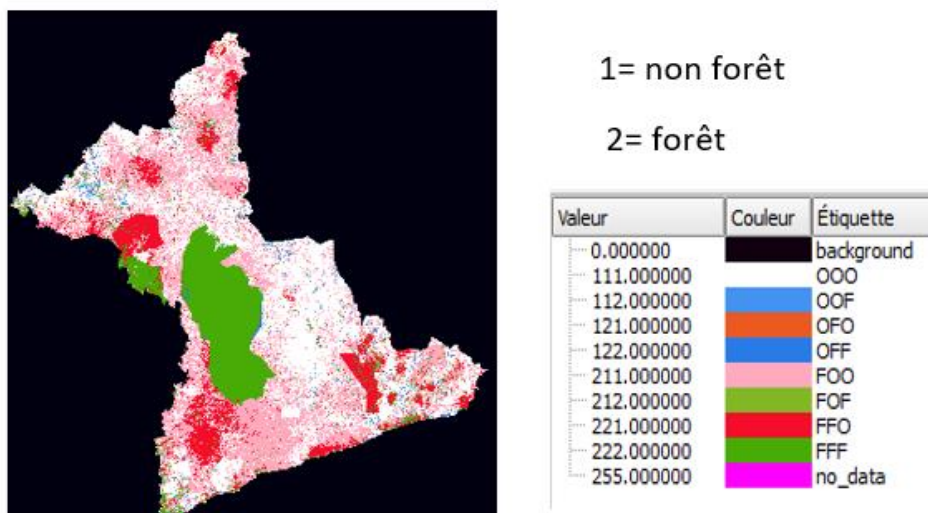 1= non forêt
2= forêt
Valeur Couleur Étiquette
0.000000 background
111.000000 OOO
112.000000 OOF
121.000000 OFO
122.000000 OFF
211.000000 FOO
212.000000 FOF
221.000000 FFO
222.000000 FFF
255.000000 no_data